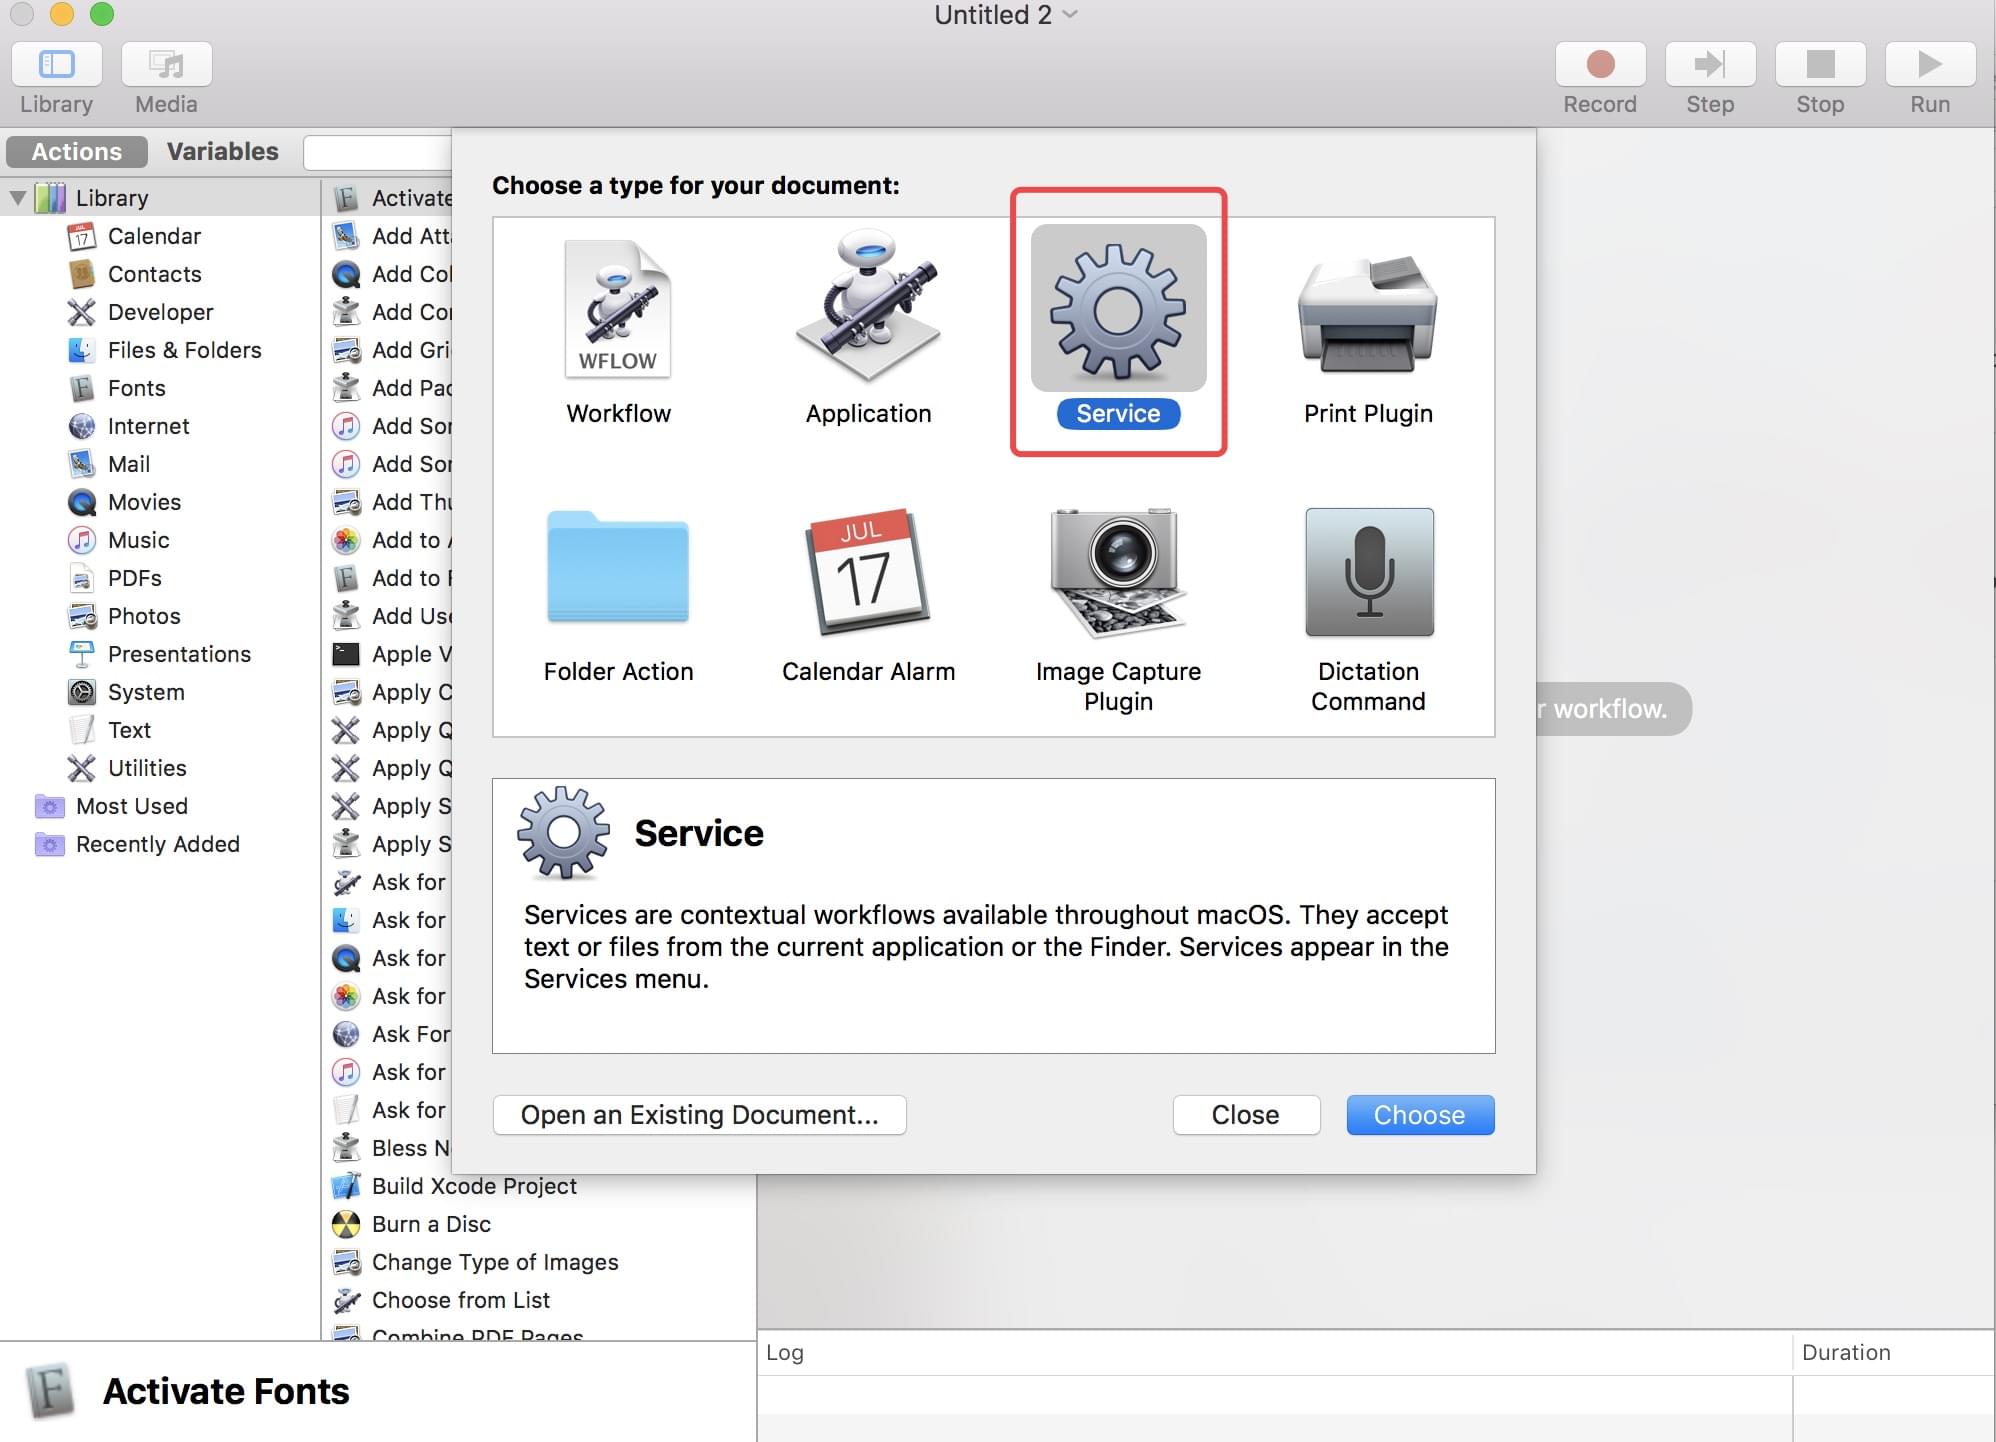 Untitled 2
Library
Media
Record
Step
Stop
Run
Actions
Variables
Library
Calendar
Contacts
Developer
Files & Folders
Fonts
Internet
Mail
Movies
Music
PDFs
Photos
Presentations
System
Text
Utilities
Most Used
Recently Added
Activate
Add Att
Add Col
Add Con
Add Gri
Add Pac
Add Son
Add Son
Add Thu
Add to A
Add to F
Add Use
Apple V
Apply C
Apply Q
Apply Q
Apply S
Apply S
Ask for
Ask for
Ask for
Ask for
Ask For
Ask for
Ask for
Bless N
Build Xcode Project
Burn a Disc
Change Type of Images
Choose from List
Combine PDF Pages
Choose a type for your document:
WFLOW
Workflow
Application
Service
Print Plugin
Folder Action
JUL
17
Calendar Alarm
Image Capture
Plugin
Dictation
Command
r workflow.
Service
Services are contextual workflows available throughout macOS. They accept
text or files from the current application or the Finder. Services appear in the
Services menu.
Open an Existing Document...
Close
Choose
Activate Fonts
Log
Duration